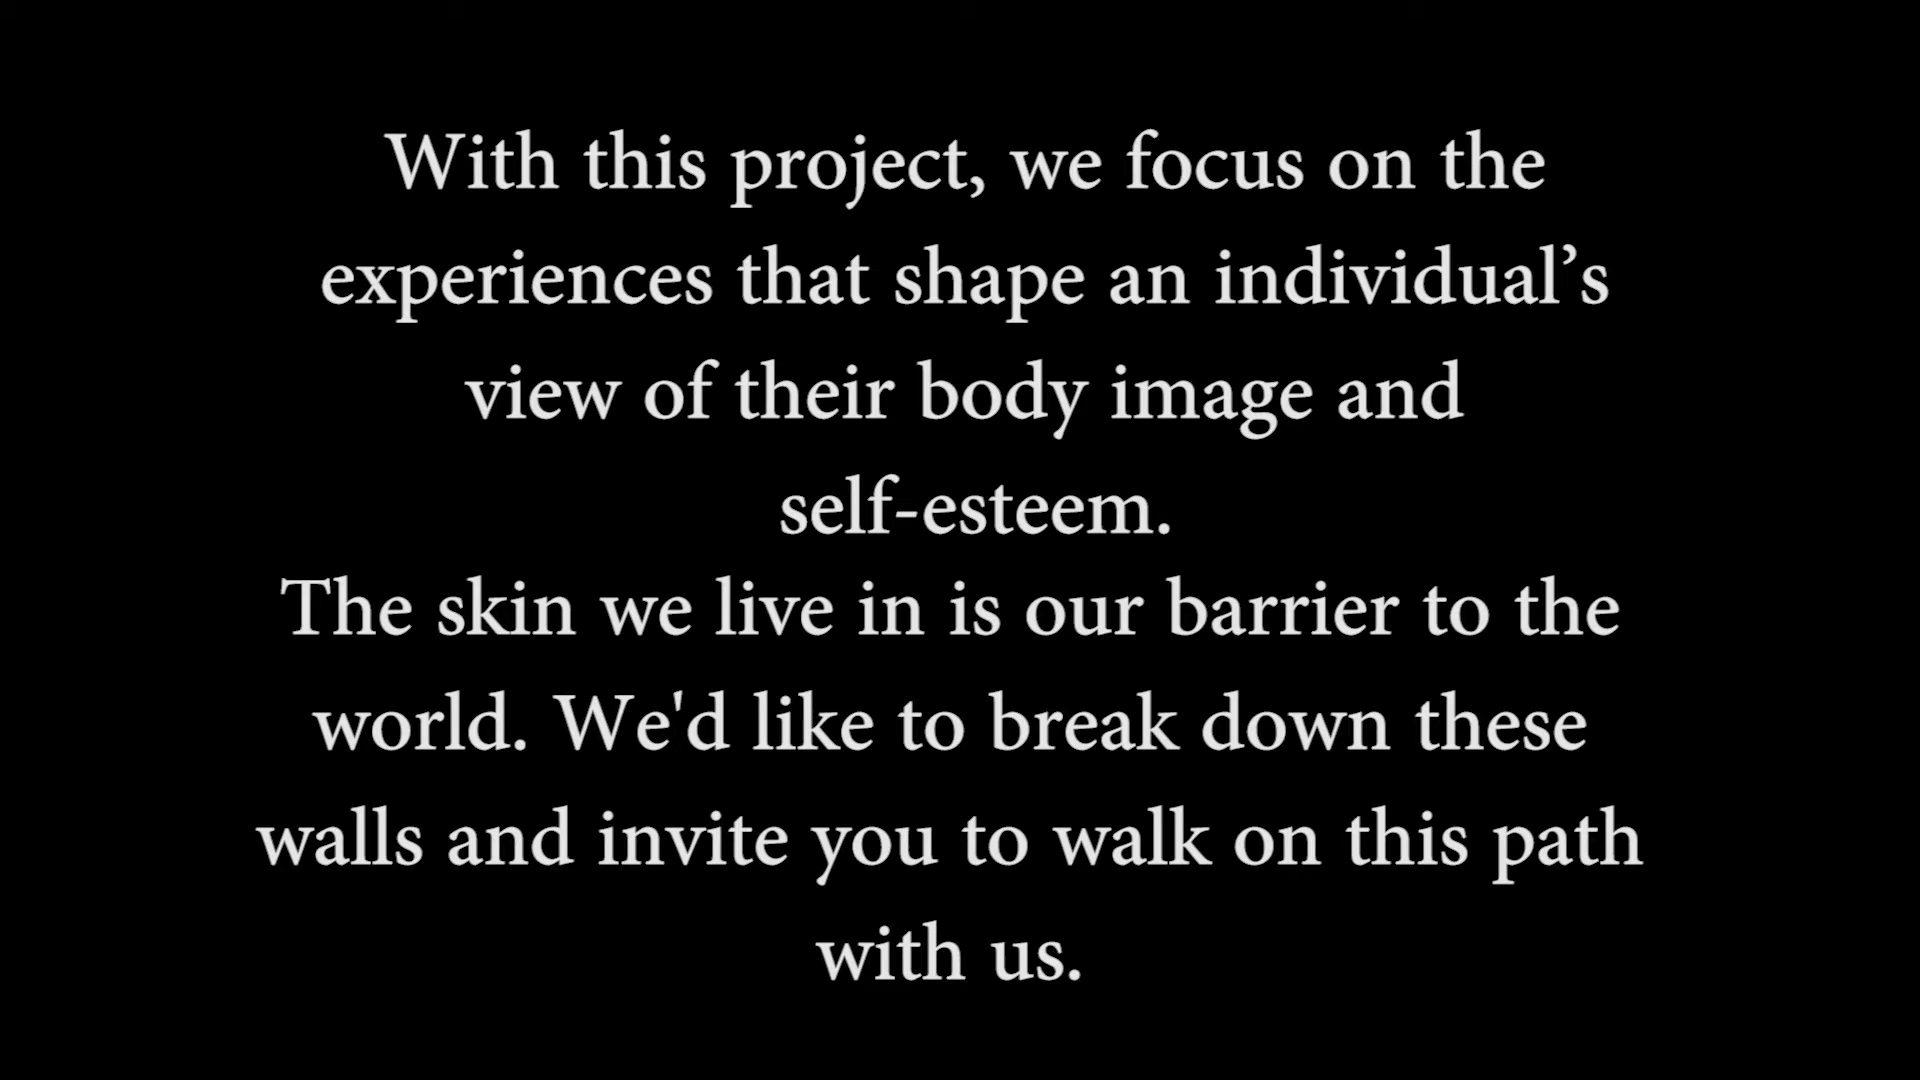 With this project, we focus on the
experiences that shape an individual’s
view of their body image and
self-esteem.
The skin we live in is our barrier to the
world. We'd like to break down these
walls and invite you to walk on this path
with us.